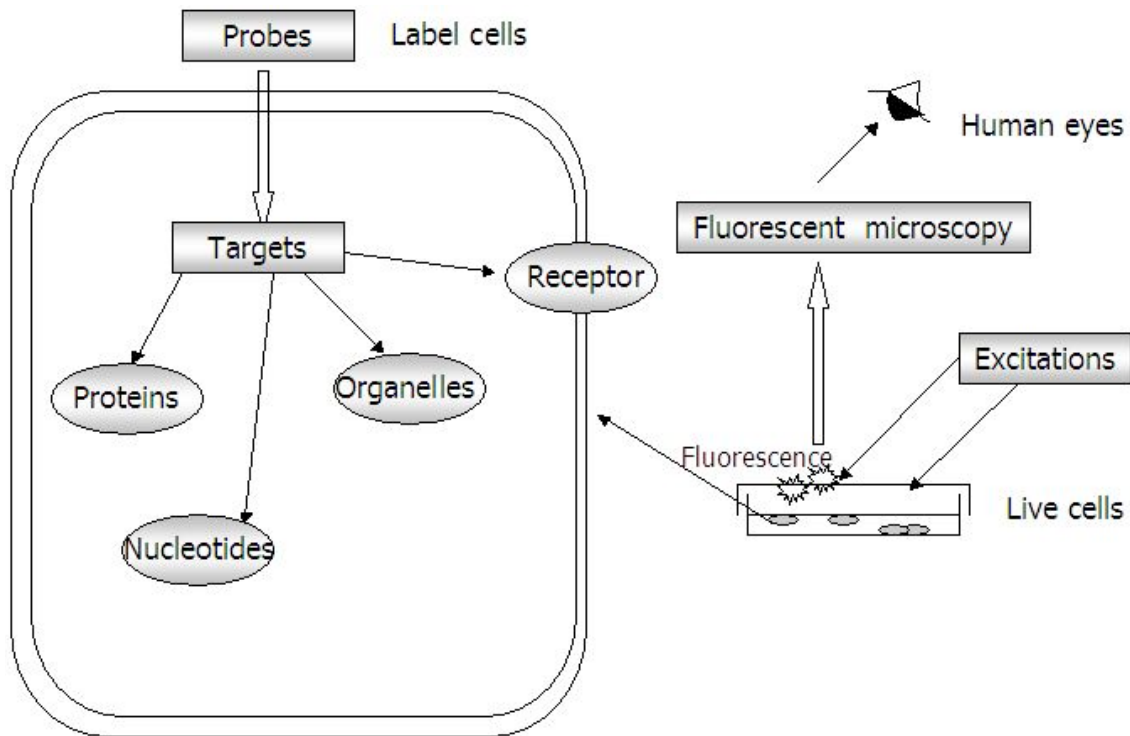 Probes
Label cells
Human eyes
Targets
Fluorescent microscopy
Receptor
Excitations
Proteins
Organelles
Fluorescence
Live cells
Nucleotides